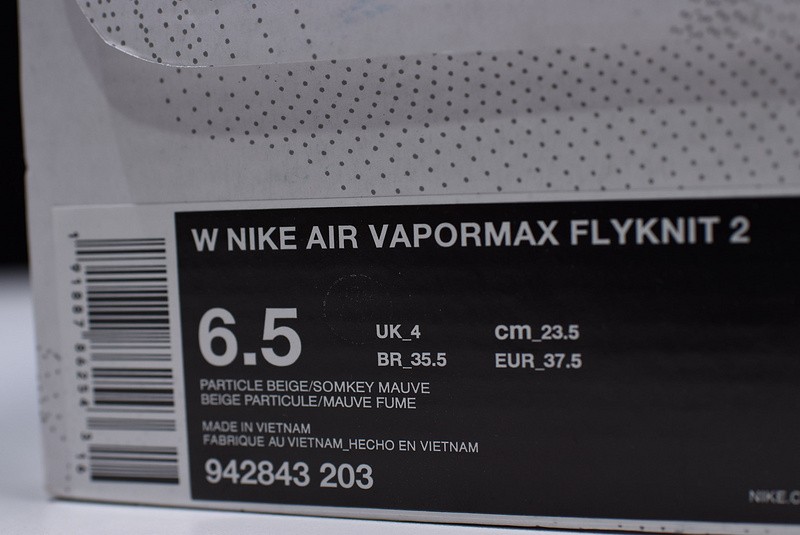 W NIKE AIR VAPORMAX FLYKNIT 2
6.5
UK_4 cm_23.5
BR_35.5 EUR_37.5
PARTICLE BEIGE/SOMKEY MAUVE
BEIGE PARTICULE/MAUVE FUME
MADE IN VIETNAM
FABRIQUE AU VIETNAM_HECHO EN VIETNAM
942843 203
NIKE.C